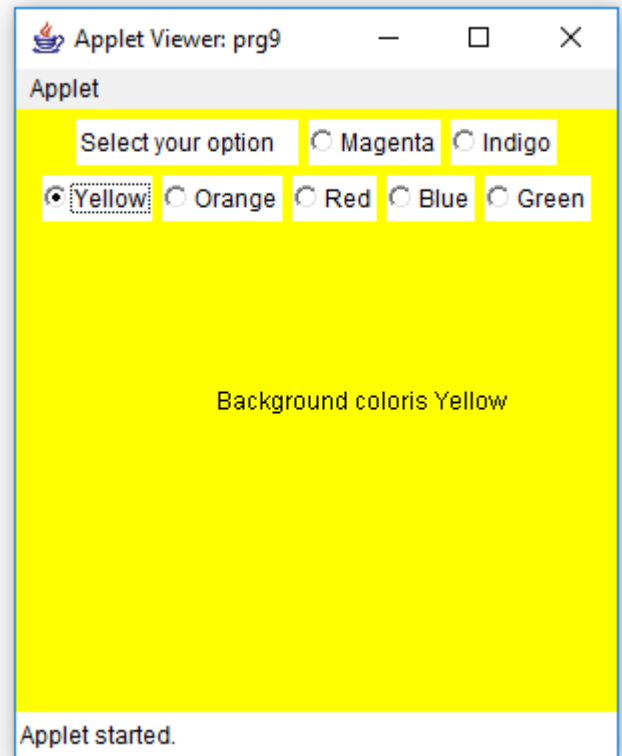 Applet Viewer: prg9
Applet
Select your option Magenta Indigo
Yellow Orange Red Blue Green
Background coloris Yellow
Applet started.